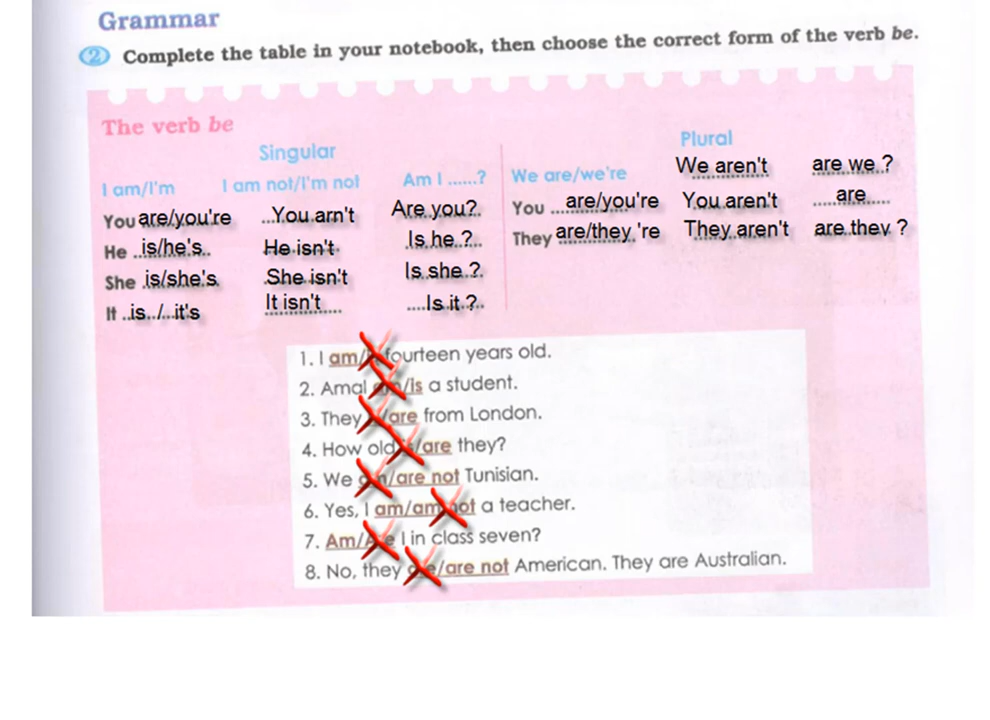 Grammar
2 Complete the table in your notebook, then choose the correct form of the verb be.
The verb be
Singular
I am/I'm I am not/I'm not Am I ......?
You are/you're ...You arn't Are you?.
He ..is/he's.. He isn't Is he.?..
She .is/she's. She isn't Is she.?.
It ..is../...it's It isn't.... ....Is it.?..
Plural
We are/we're We aren't are we.?
You ....are/you're You aren't ......are.....
They are/they.'re They aren't are they ?
1. I am/ fourteen years old.
2. Amal /is a student.
3. They /are from London.
4. How old /are they?
5. We /are not Tunisian.
6. Yes, I am/am not a teacher.
7. Am/ I in class seven?
8. No, they /are not American. They are Australian.